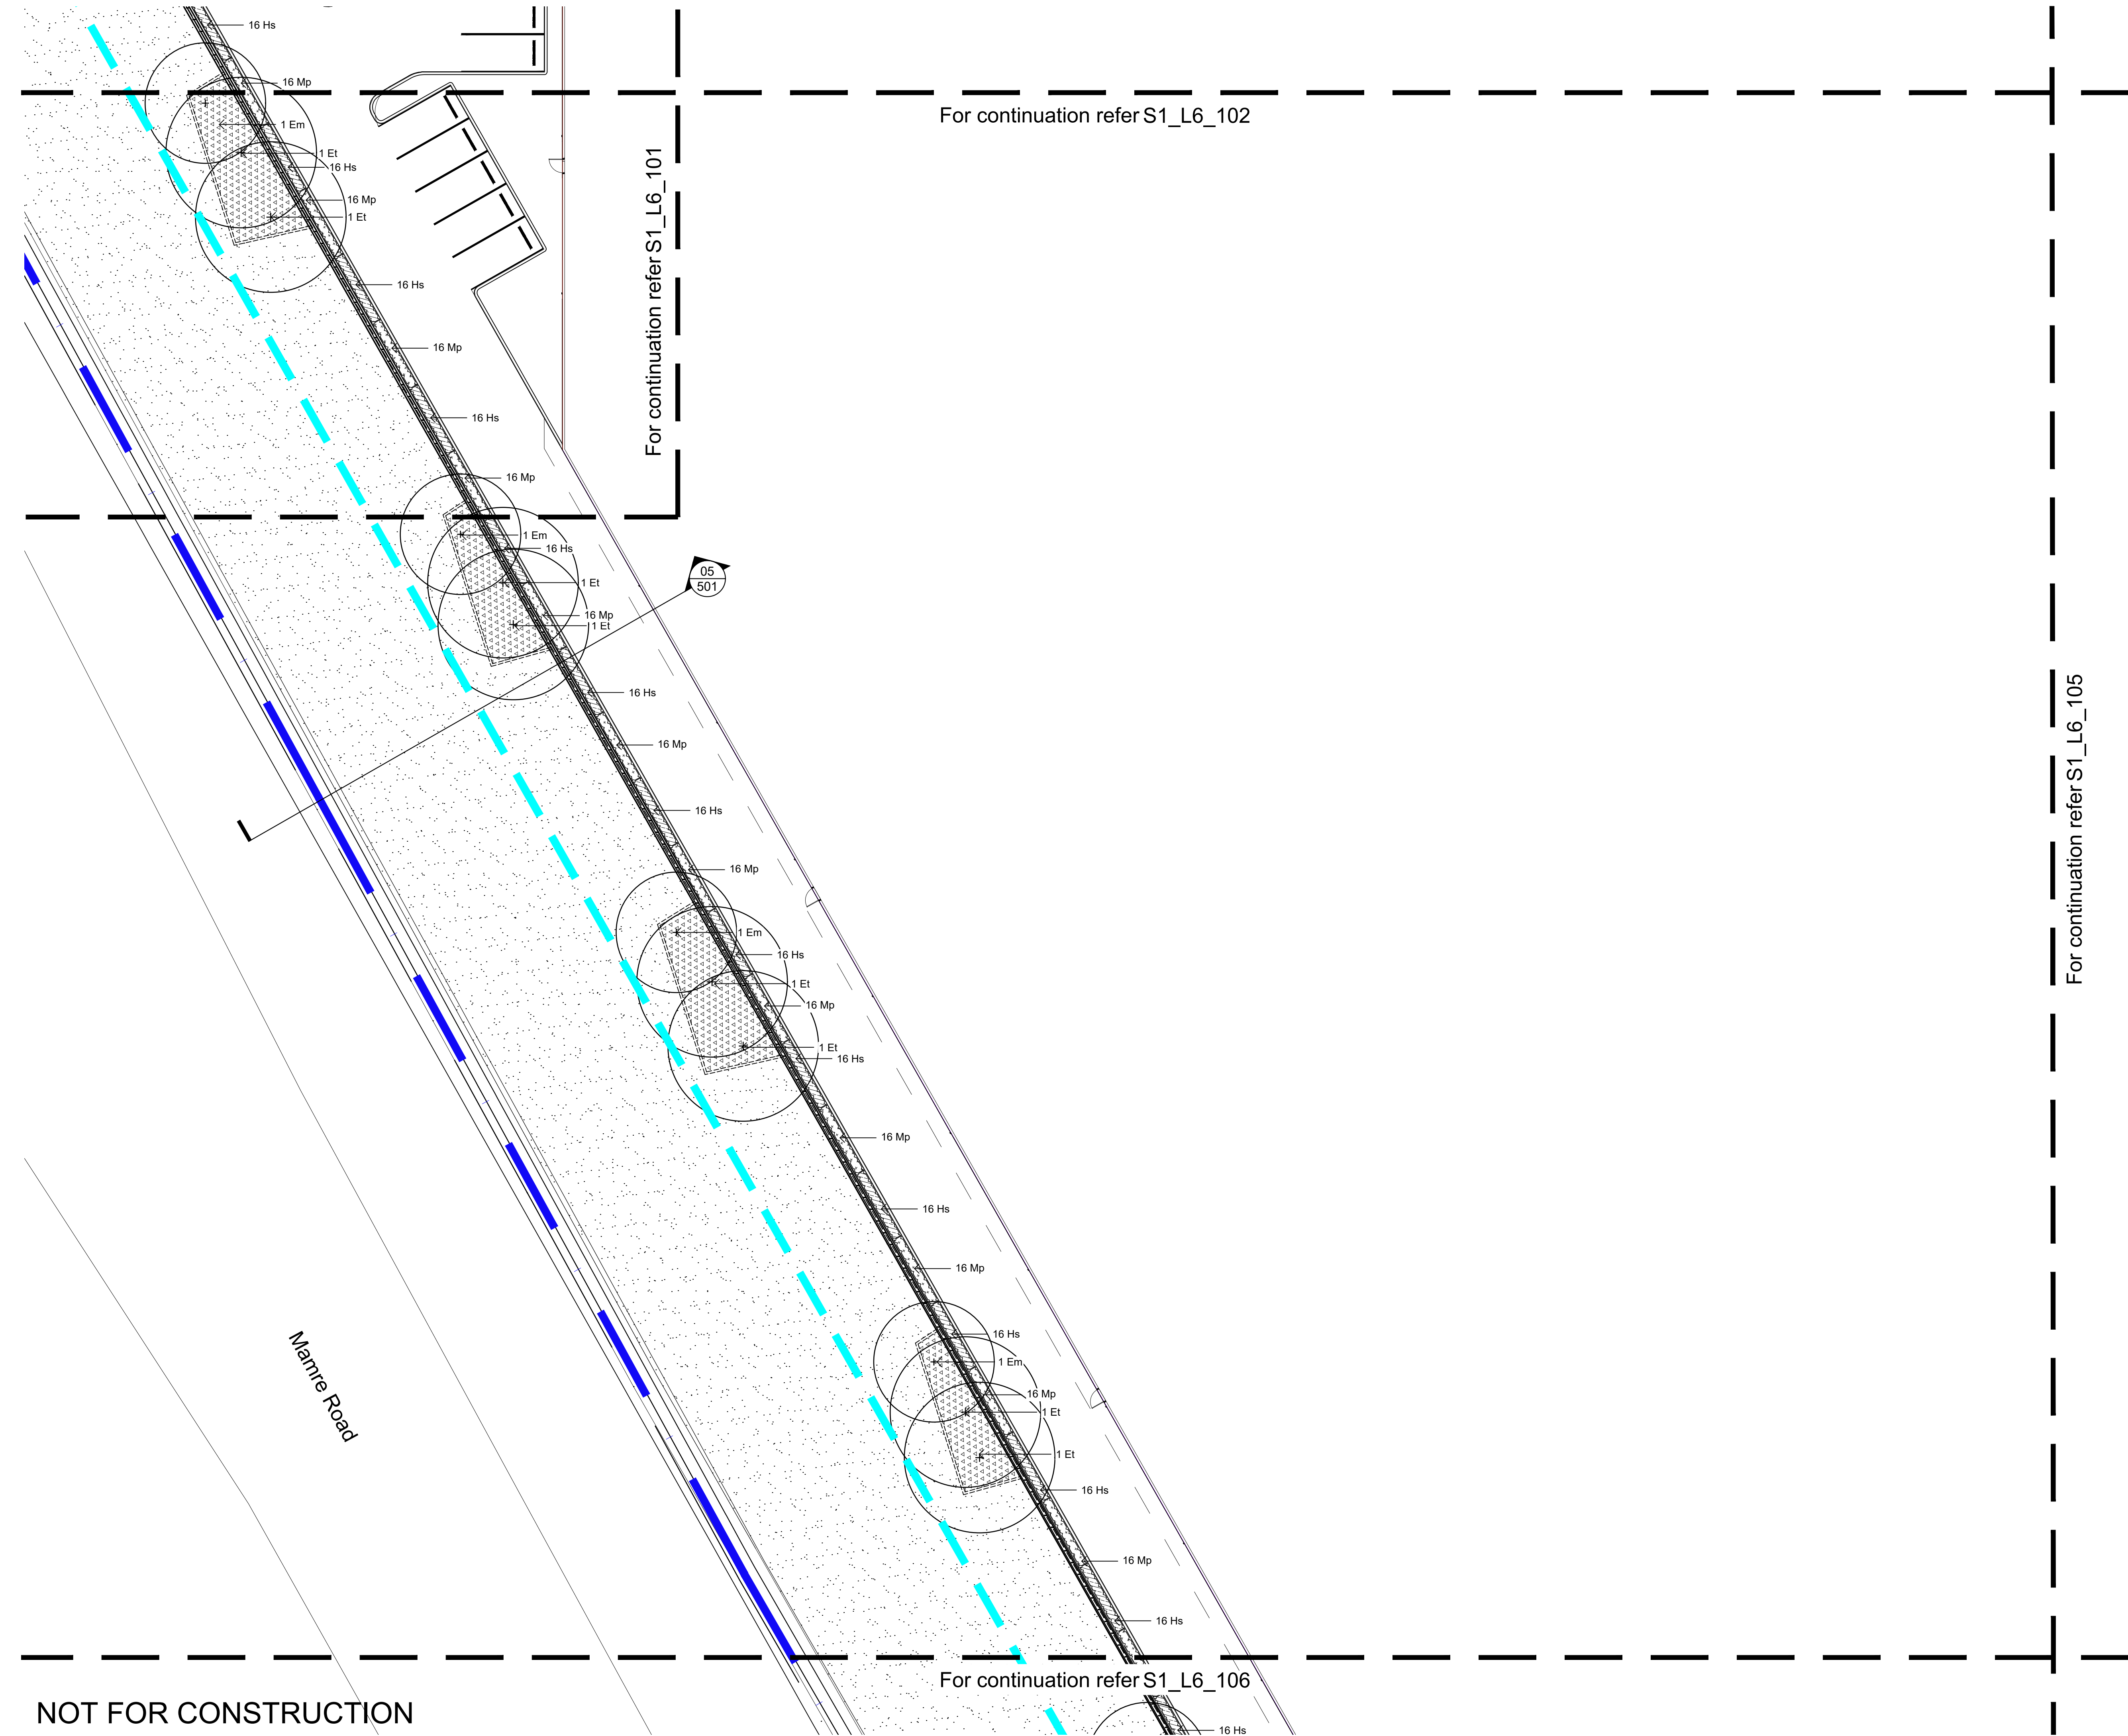 16 Hs
16 Mp
For continuation refer S1_L6_102
1 Em
1 Et
16 Hs
16 Mp
1 Et
For continuation refer S1_L6_101
16 Hs
16 Mp
16 Hs
16 Mp
1 Em
16 Hs
05
501
1 Et
16 Mp
1 Et
16 Hs
16 Mp
For continuation refer S1_L6_105
16 Hs
16 Mp
1 Em
16 Hs
1 Et
16 Mp
1 Et
16 Hs
16 Mp
16 Hs
16 Mp
16 Hs
1 Em
Mamre Road
16 Mp
1 Et
1 Et
16 Hs
16 Mp
16 Hs
For continuation refer S1_L6_106
NOT FOR CONSTRUCTION
16 Hs